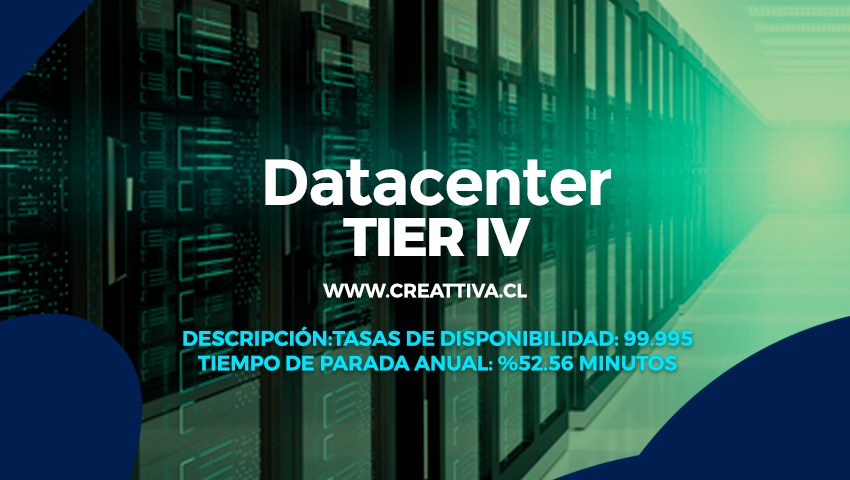 Datacenter
TIER IV
WWW.CREATTIVA.CL
DESCRIPCIÓN:TASAS DE DISPONIBILIDAD: 99.995
TIEMPO DE PARADA ANUAL: %52.56 MINUTOS